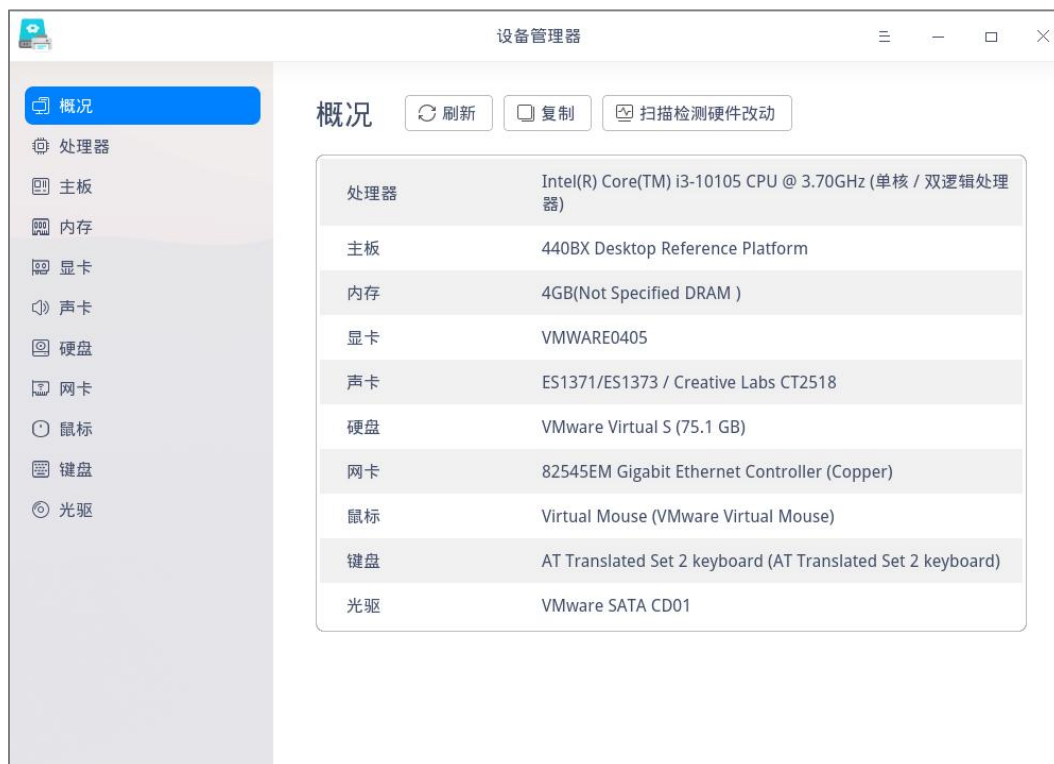 设备管理器
概况
处理器
主板
内存
显卡
声卡
硬盘
网卡
鼠标
键盘
光驱
概况 刷新 复制 扫描检测硬件改动
处理器 Intel(R) Core(TM) i3-10105 CPU @ 3.70GHz (单核 / 双逻辑处理
器)
主板 440BX Desktop Reference Platform
内存 4GB(Not Specified DRAM )
显卡 VMWARE0405
声卡 ES1371/ES1373 / Creative Labs CT2518
硬盘 VMware Virtual S (75.1 GB)
网卡 82545EM Gigabit Ethernet Controller (Copper)
鼠标 Virtual Mouse (VMware Virtual Mouse)
键盘 AT Translated Set 2 keyboard (AT Translated Set 2 keyboard)
光驱 VMware SATA CD01